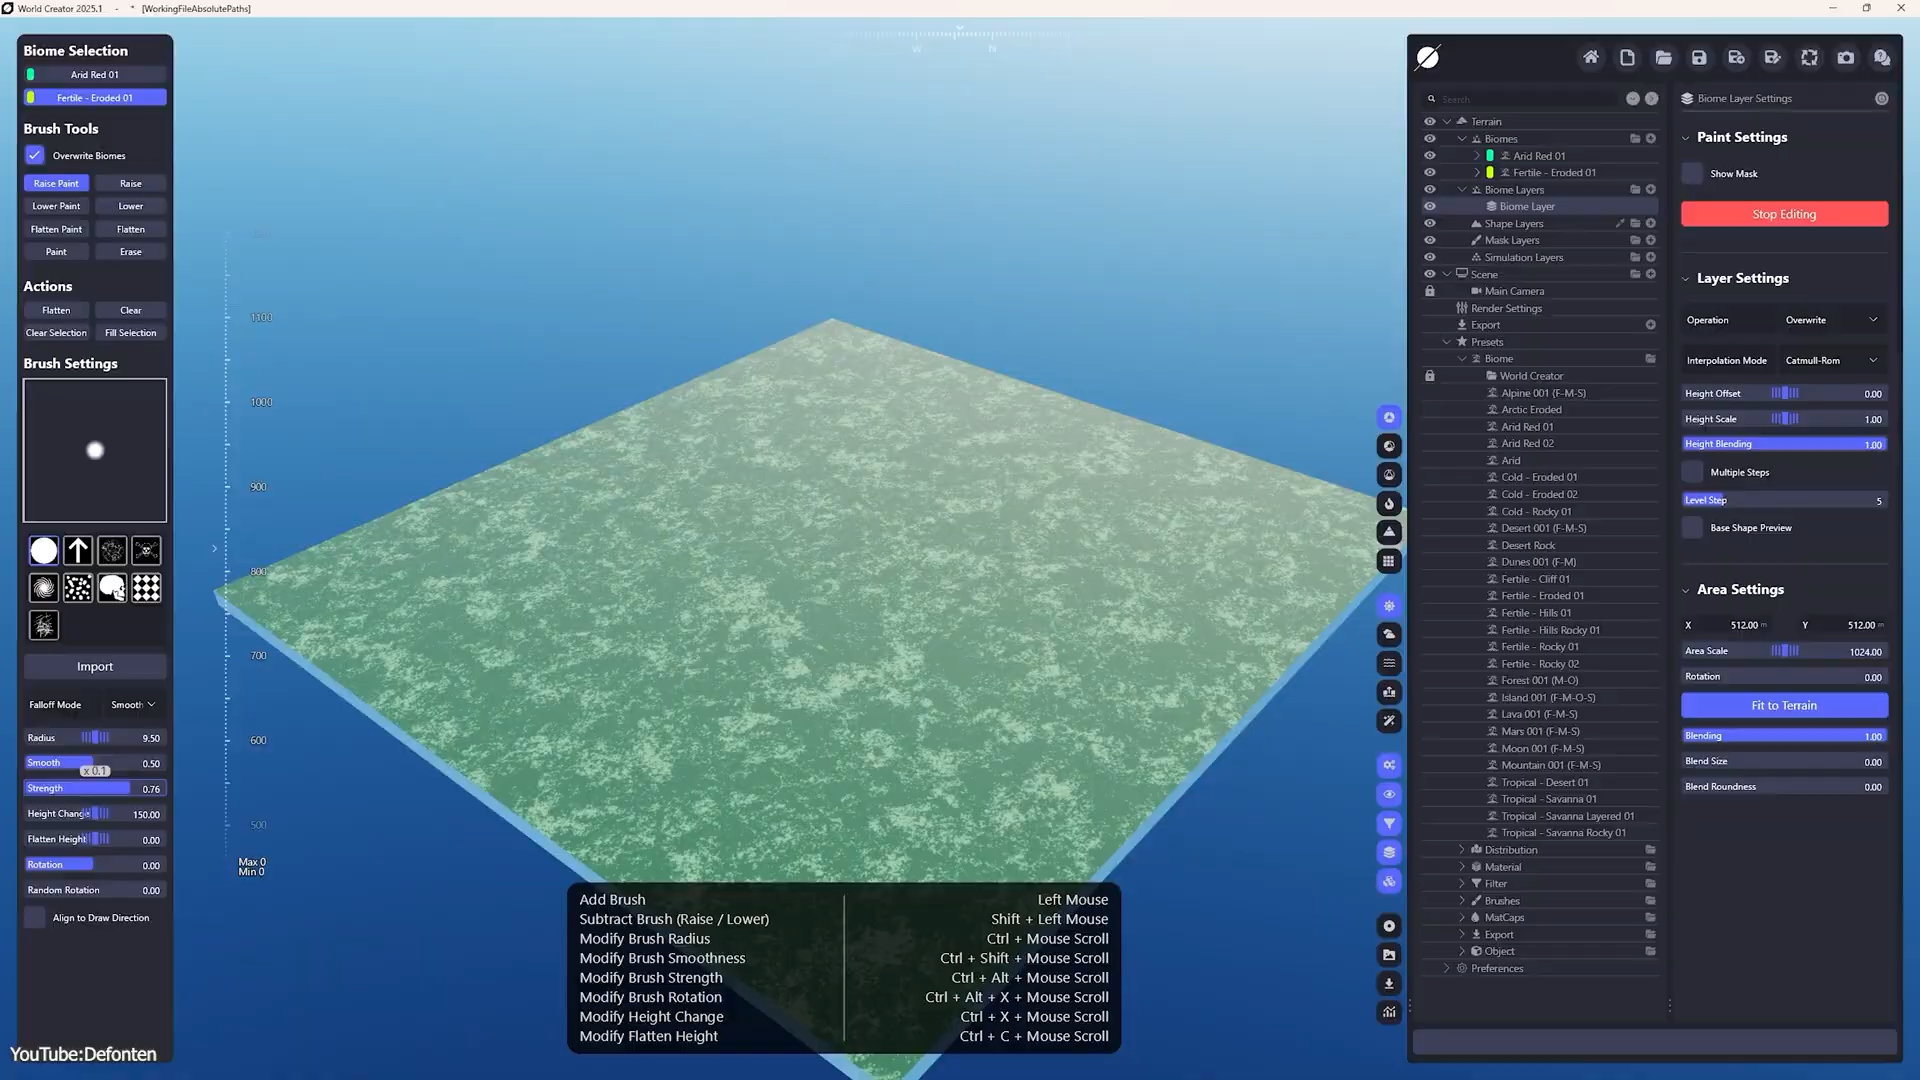 World Creator 2025.1 - * [WorkingFileAbsolutePaths]
W N
Biome Selection
Arid Red 01
Fertile - Eroded 01
Brush Tools
Overwrite Biomes
Raise Paint Raise
Lower Paint Lower
Flatten Paint Flatten
Paint Erase
Actions
Flatten Clear
Clear Selection Fill Selection
Brush Settings
Import
Falloff Mode Smooth
Radius 9.50
Smooth 0.50
x 0.1
Strength 0.76
Height Change 150.00
Flatten Height 0.00
Rotation 0.00
Random Rotation 0.00
Align to Draw Direction
YouTube:Defonten
1100
1000
900
800
700
600
500
Max 0
Min 0
Add Brush Left Mouse
Subtract Brush (Raise / Lower) Shift + Left Mouse
Modify Brush Radius Ctrl + Mouse Scroll
Modify Brush Smoothness Ctrl + Shift + Mouse Scroll
Modify Brush Strength Ctrl + Alt + Mouse Scroll
Modify Brush Rotation Ctrl + Alt + X + Mouse Scroll
Modify Height Change Ctrl + X + Mouse Scroll
Modify Flatten Height Ctrl + C + Mouse Scroll
Search
Terrain
Biomes
Arid Red 01
Fertile - Eroded 01
Biome Layers
Biome Layer
Shape Layers
Mask Layers
Simulation Layers
Scene
Main Camera
Render Settings
Export
Presets
Biome
World Creator
Alpine 001 (F-M-S)
Arctic Eroded
Arid Red 01
Arid Red 02
Arid
Cold - Eroded 01
Cold - Eroded 02
Cold - Rocky 01
Desert 001 (F-M-S)
Desert Rock
Dunes 001 (F-M)
Fertile - Cliff 01
Fertile - Eroded 01
Fertile - Hills 01
Fertile - Hills Rocky 01
Fertile - Rocky 01
Fertile - Rocky 02
Forest 001 (M-O)
Island 001 (F-M-O-S)
Lava 001 (F-M-S)
Mars 001 (F-M-S)
Moon 001 (F-M-S)
Mountain 001 (F-M-S)
Tropical - Desert 01
Tropical - Savanna 01
Tropical - Savanna Layered 01
Tropical - Savanna Rocky 01
Distribution
Material
Filter
Brushes
MatCaps
Export
Object
Preferences
Biome Layer Settings
Paint Settings
Show Mask
Stop Editing
Layer Settings
Operation Overwrite
Interpolation Mode Catmull-Rom
Height Offset 0.00
Height Scale 1.00
Height Blending 1.00
Multiple Steps
Level Step 5
Base Shape Preview
Area Settings
X 512.00 m Y 512.00 m
Area Scale 1024.00
Rotation 0.00
Fit to Terrain
Blending 1.00
Blend Size 0.00
Blend Roundness 0.00